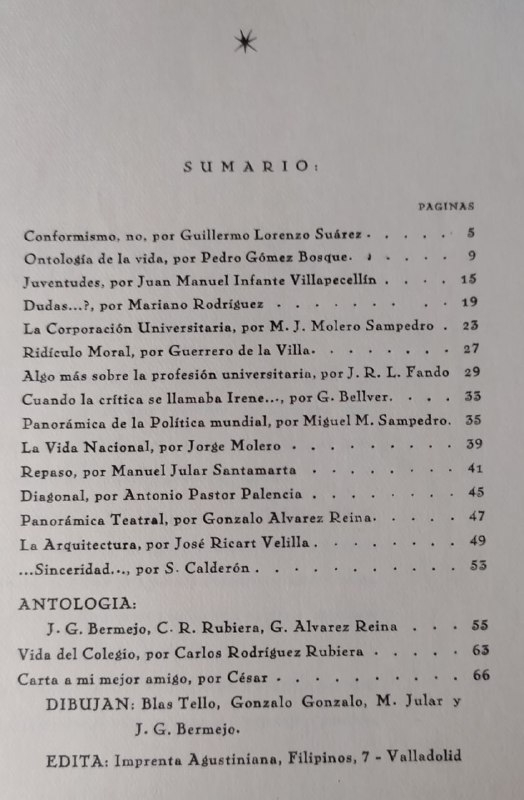 SUMARIO:
PAGINAS
Conformismo, no, por Guillermo Lorenzo Suárez . . . . . 5
Ontología de la vida, por Pedro Gómez Bosque. . . . . . 9
Juventudes, por Juan Manuel Infante Villapecellín . . . . 15
Dudas...?, por Mariano Rodríguez . . . . . . . . . 19
La Corporación Universitaria, por M. J. Molero Sampedro . 23
Ridículo Moral, por Guerrero de la Villa. . . . . . . 27
Algo más sobre la profesión universitaria, por J. R. L. Fando 29
Cuando la crítica se llamaba Irene..., por G. Bellver. . . . 33
Panorámica de la Política mundial, por Miguel M. Sampedro. 35
La Vida Nacional, por Jorge Molero . . . . . . . . 39
Repaso, por Manuel Jular Santamarta . . . . . . . 41
Diagonal, por Antonio Pastor Palencia . . . . . . . 45
Panorámica Teatral, por Gonzalo Alvarez Reina. . . . . 47
La Arquitectura, por José Ricart Velilla . . . . . . . 49
...Sinceridad..., por S. Calderón . . . . . . . . . 53
ANTOLOGIA:
J. G. Bermejo, C. R. Rubiera, G. Alvarez Reina . . . 55
Vida del Colegio, por Carlos Rodríguez Rubiera . . . . . 63
Carta a mi mejor amigo, por César . . . . . . . . . 66
DIBUJAN: Blas Tello, Gonzalo Gonzalo, M. Jular y
J. G. Bermejo.
EDITA: Imprenta Agustiniana, Filipinos, 7 - Valladolid